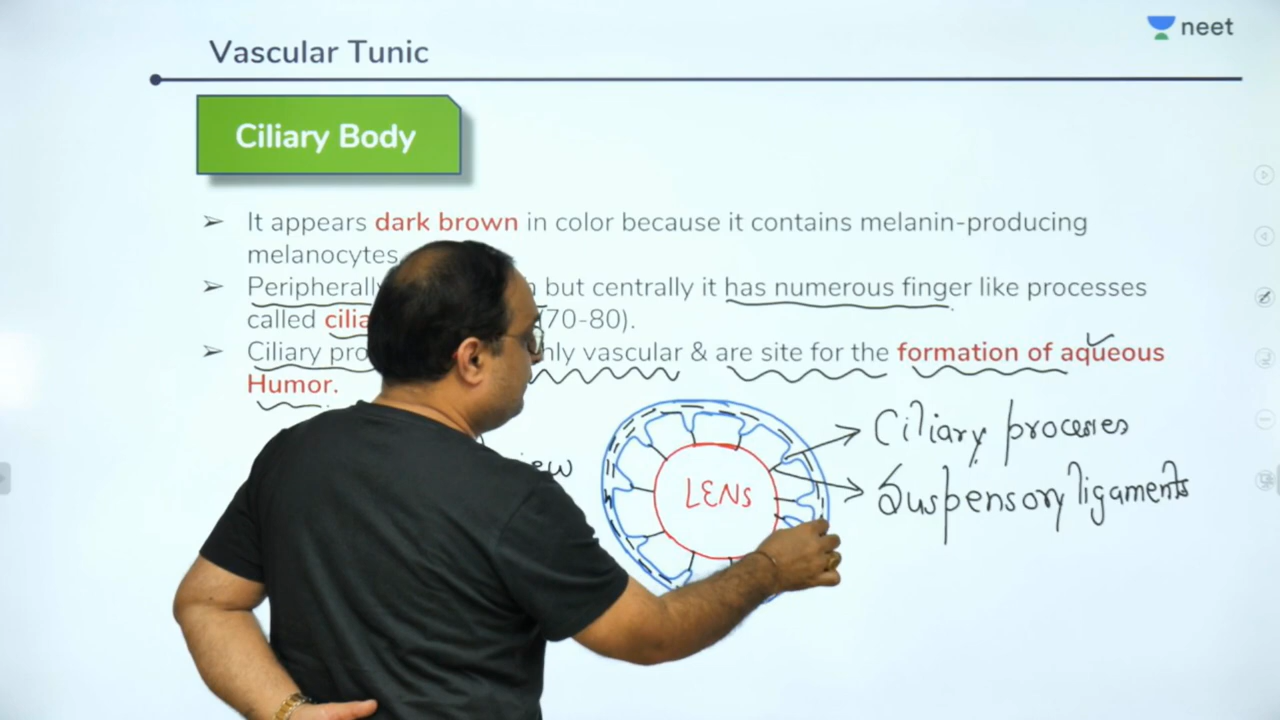 neet
Vascular Tunic
Ciliary Body
➢ It appears dark brown in color because it contains melanin-producing
melanocytes
➢ Peripherally but centrally it has numerous finger like processes
called (70-80).
➢ Ciliary vascular & are site for the formation of aqueous
Humor.
LENS
Ciliary processes
Suspensory ligaments